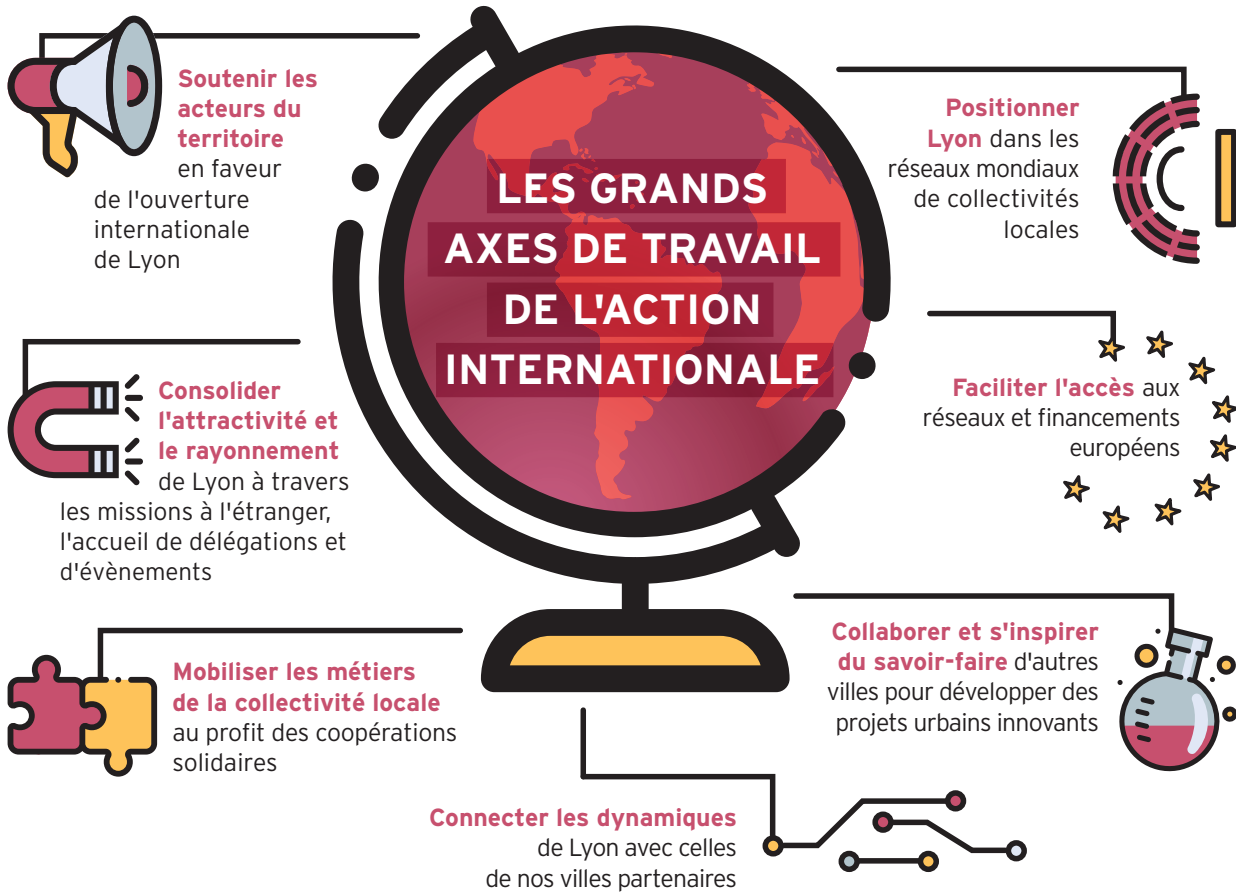 LES GRANDS
AXES DE TRAVAIL
DE L'ACTION
INTERNATIONALE
Soutenir les
acteurs du
territoire
en faveur
de l'ouverture
internationale
de Lyon
Consolider
l'attractivité et
le rayonnement
de Lyon à travers
les missions à l'étranger,
l'accueil de délégations et
d'évènements
Mobiliser les métiers
de la collectivité locale
au profit des coopérations
solidaires
Positionner
Lyon dans les
réseaux mondiaux
de collectivités
locales
Faciliter l'accès aux
réseaux et financements
européens
Collaborer et s'inspirer
du savoir-faire d'autres
villes pour développer des
projets urbains innovants
Connecter les dynamiques
de Lyon avec celles
de nos villes partenaires